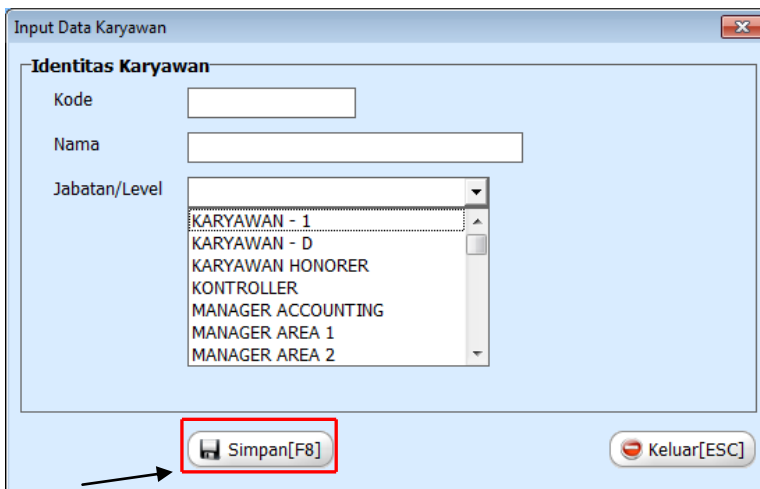 Input Data Karyawan
Identitas Karyawan
Kode
Nama
Jabatan/Level
KARYAWAN - 1
KARYAWAN - D
KARYAWAN HONORER
KONTROLLER
MANAGER ACCOUNTING
MANAGER AREA 1
MANAGER AREA 2
Simpan[F8]
Keluar[ESC]